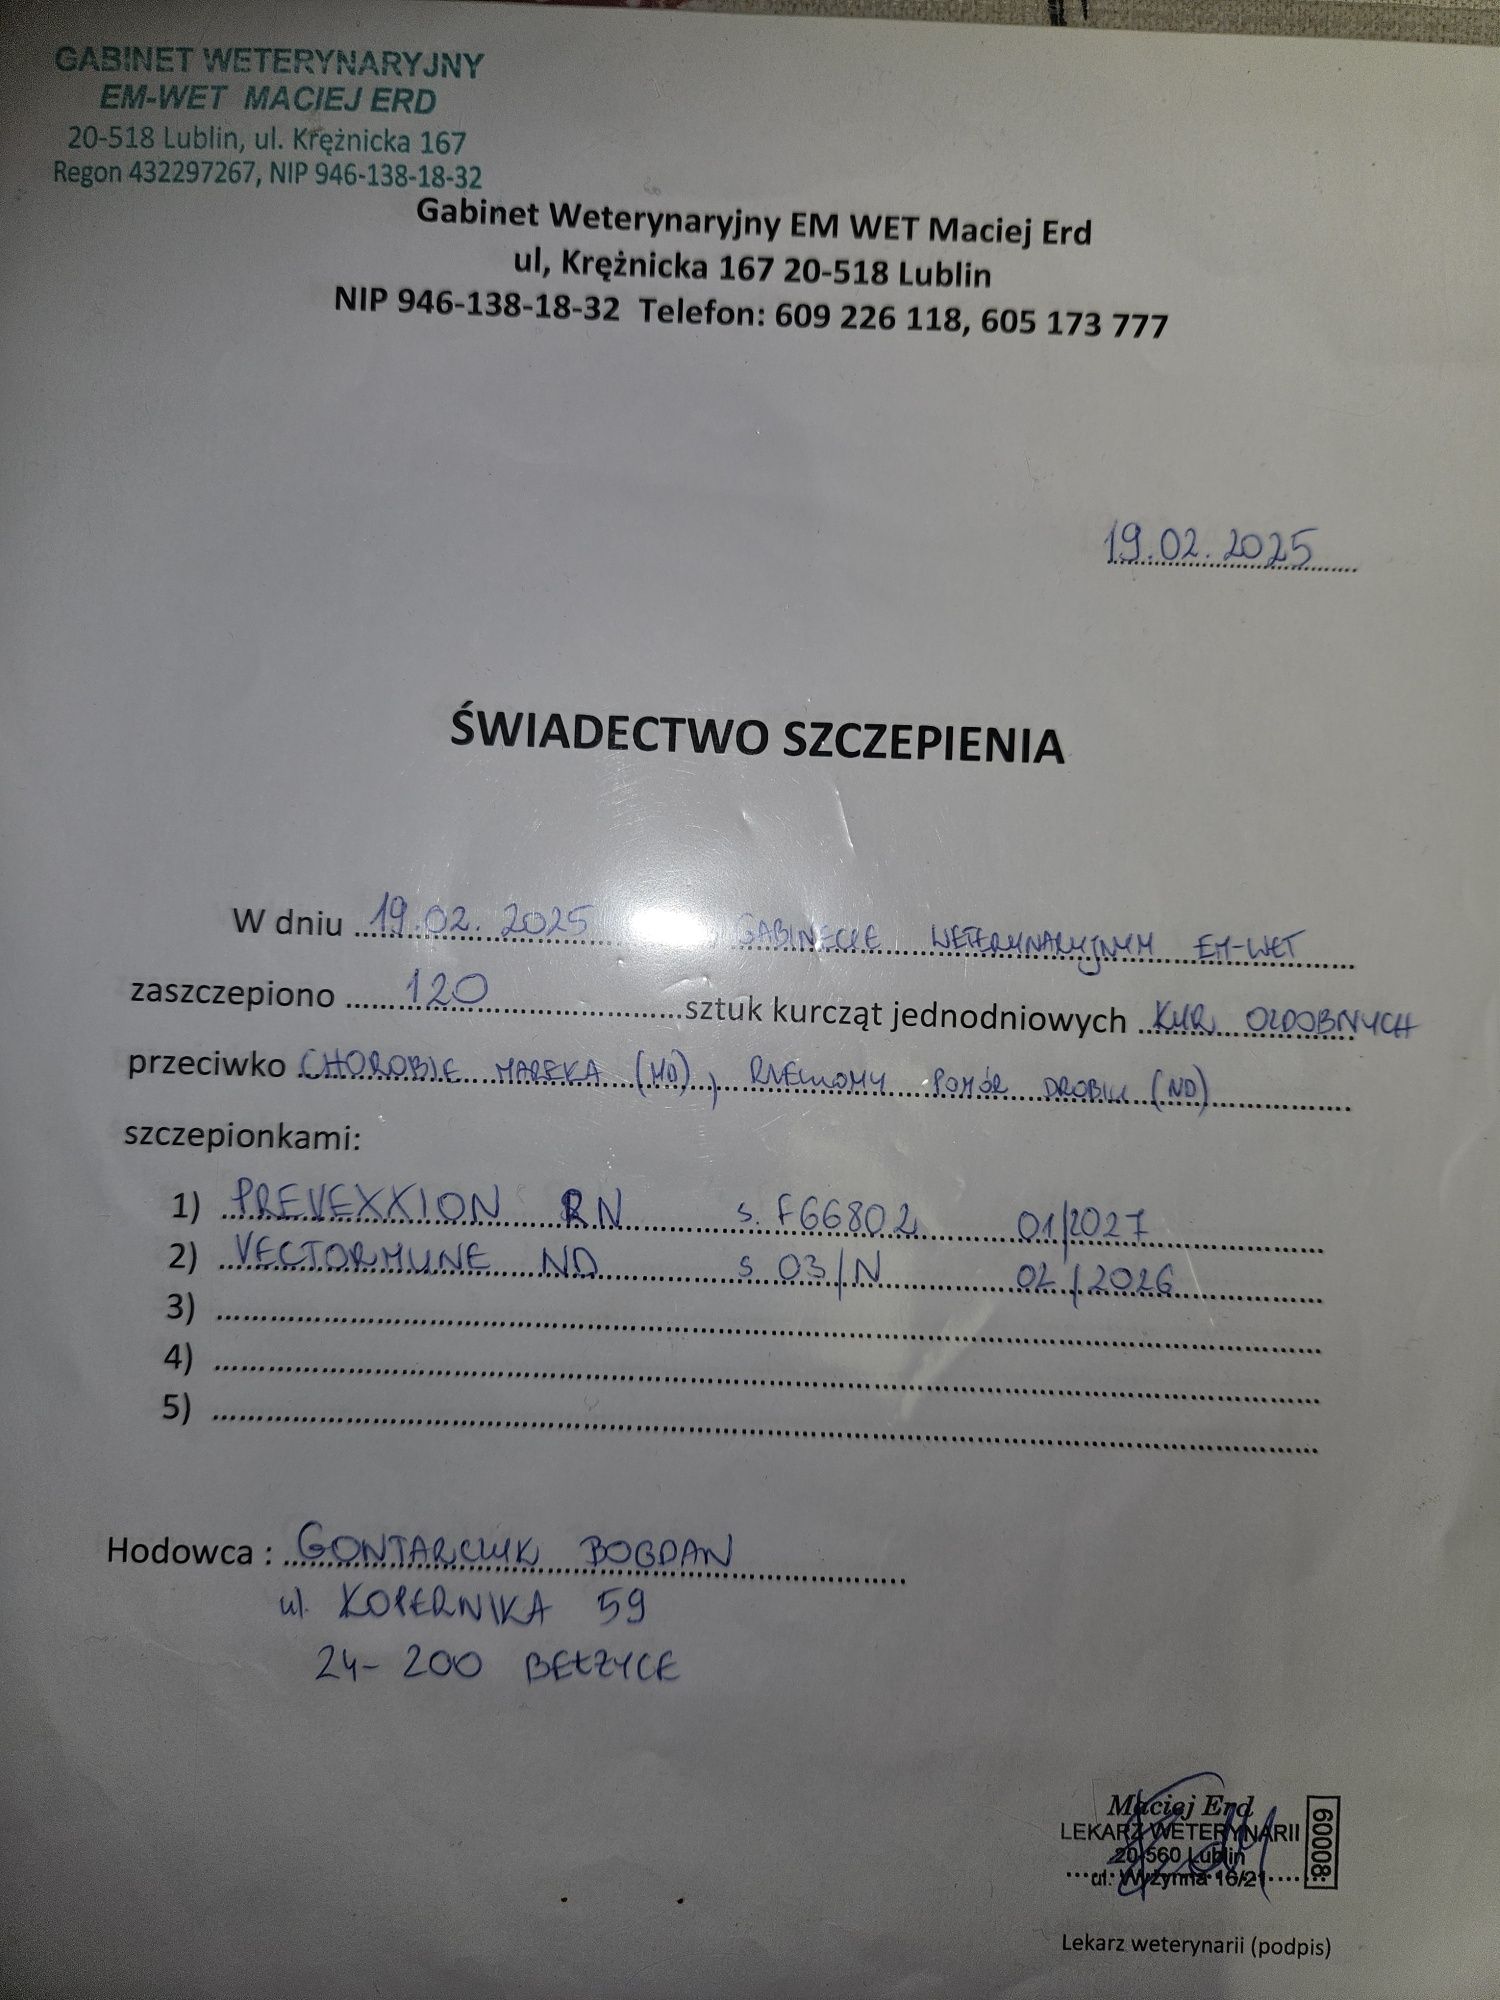 GABINET WETERYNARYJNY
EM-WET MACIEJ ERD
20-518 Lublin, ul. Krężnicka 167
Regon 432297267, NIP 946-138-18-32
Gabinet Weterynaryjny EM WET Maciej Erd
ul, Krężnicka 167 20-518 Lublin
NIP 946-138-18-32 Telefon: 609 226 118, 605 173 777
19.02.2025
ŚWIADECTWO SZCZEPIENIA
W dniu 19.02.2025 GABINECIE WETERYNARYJNYM EM-WET
zaszczepiono 120 sztuk kurcząt jednodniowych KUR OZDOBNYCH
przeciwko CHOROBIE MAREKA (MD), RZEKOMY POMÓR DROBIU (ND)
szczepionkami:
1) PREVEXXION RN s. F66802 01/2027
2) VECTORMUNE ND s 03/N 02/2026
3)
4)
5)
Hodowca : GONTARCZUK BOGDAN
ul. KOPERNIKA 59
24-200 BEŁŻYCE
Maciej Erd
LEKARZ WETERYNARII
20-560 Lublin
ul. Wyżynna 16/21
60008
Lekarz weterynarii (podpis)